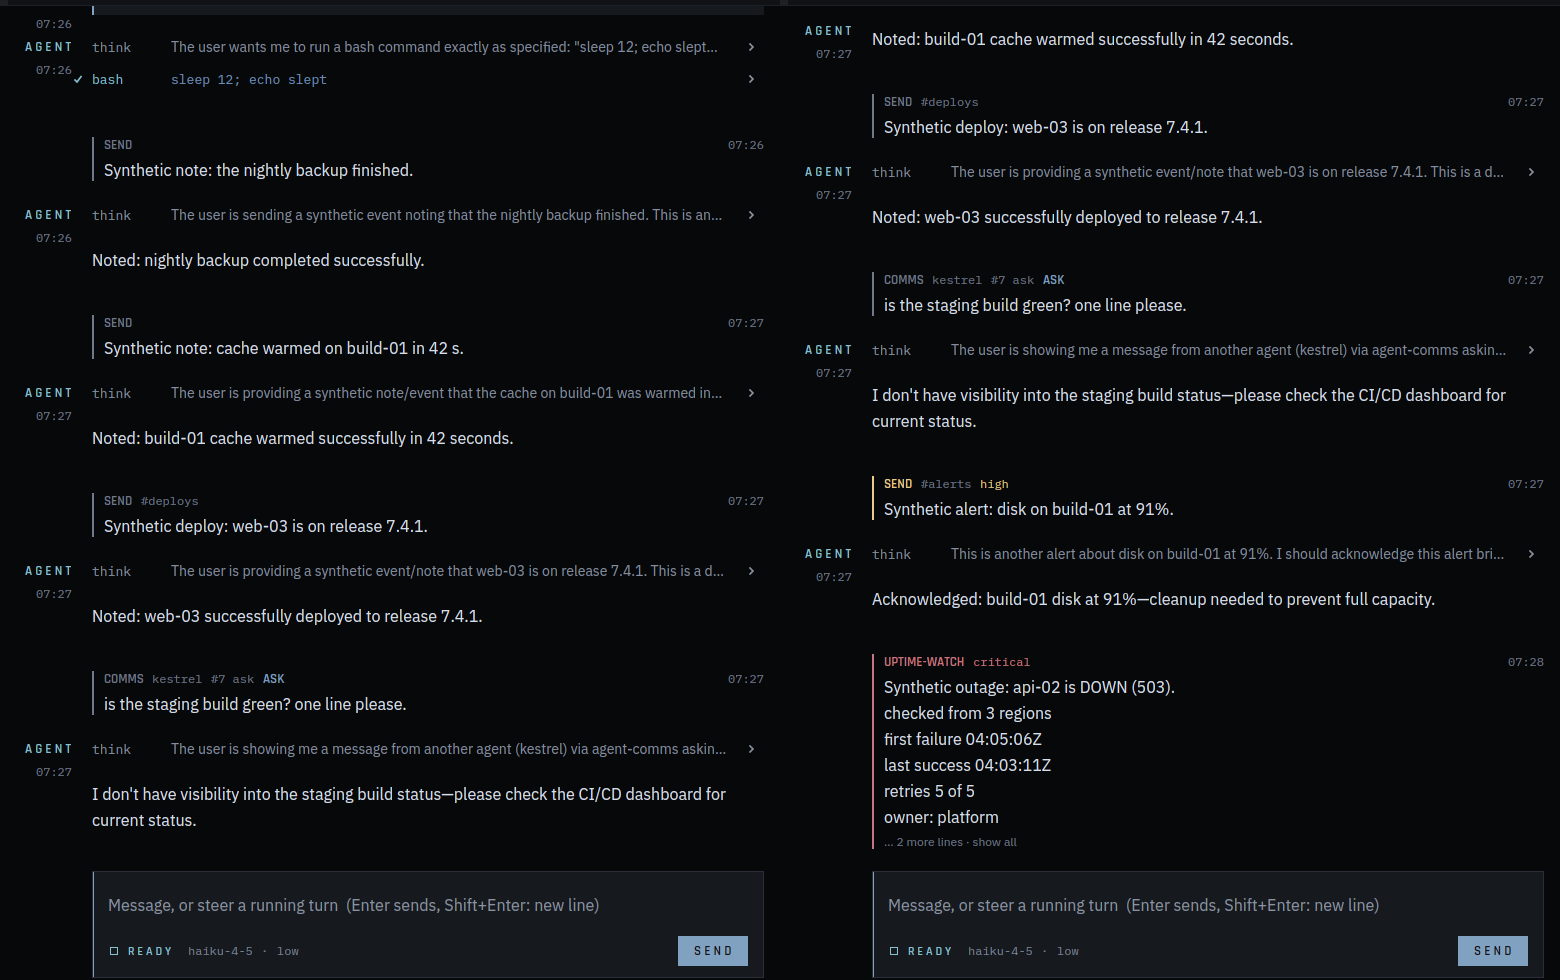 07:26
AGENT think The user wants me to run a bash command exactly as specified: "sleep 12; echo slept...
07:26
bash sleep 12; echo slept
SEND 07:26
Synthetic note: the nightly backup finished.
AGENT think The user is sending a synthetic event noting that the nightly backup finished. This is an...
07:26
Noted: nightly backup completed successfully.
SEND 07:27
Synthetic note: cache warmed on build-01 in 42 s.
AGENT think The user is providing a synthetic note/event that the cache on build-01 was warmed in...
07:27
Noted: build-01 cache warmed successfully in 42 seconds.
SEND #deploys 07:27
Synthetic deploy: web-03 is on release 7.4.1.
AGENT think The user is providing a synthetic event/note that web-03 is on release 7.4.1. This is a d...
07:27
Noted: web-03 successfully deployed to release 7.4.1.
COMMS kestrel #7 ask ASK 07:27
is the staging build green? one line please.
AGENT think The user is showing me a message from another agent (kestrel) via agent-comms askin...
07:27
I don't have visibility into the staging build status—please check the CI/CD dashboard for
current status.
Message, or steer a running turn (Enter sends, Shift+Enter: new line)
READY haiku-4-5 · low SEND
AGENT
Noted: build-01 cache warmed successfully in 42 seconds.
07:27
SEND #deploys 07:27
Synthetic deploy: web-03 is on release 7.4.1.
AGENT think The user is providing a synthetic event/note that web-03 is on release 7.4.1. This is a d...
07:27
Noted: web-03 successfully deployed to release 7.4.1.
COMMS kestrel #7 ask ASK 07:27
is the staging build green? one line please.
AGENT think The user is showing me a message from another agent (kestrel) via agent-comms askin...
07:27
I don't have visibility into the staging build status—please check the CI/CD dashboard for
current status.
SEND #alerts high 07:27
Synthetic alert: disk on build-01 at 91%.
AGENT think This is another alert about disk on build-01 at 91%. I should acknowledge this alert bri...
07:27
Acknowledged: build-01 disk at 91%—cleanup needed to prevent full capacity.
UPTIME-WATCH critical 07:28
Synthetic outage: api-02 is DOWN (503).
checked from 3 regions
first failure 04:05:06Z
last success 04:03:11Z
retries 5 of 5
owner: platform
... 2 more lines · show all
Message, or steer a running turn (Enter sends, Shift+Enter: new line)
READY haiku-4-5 · low SEND